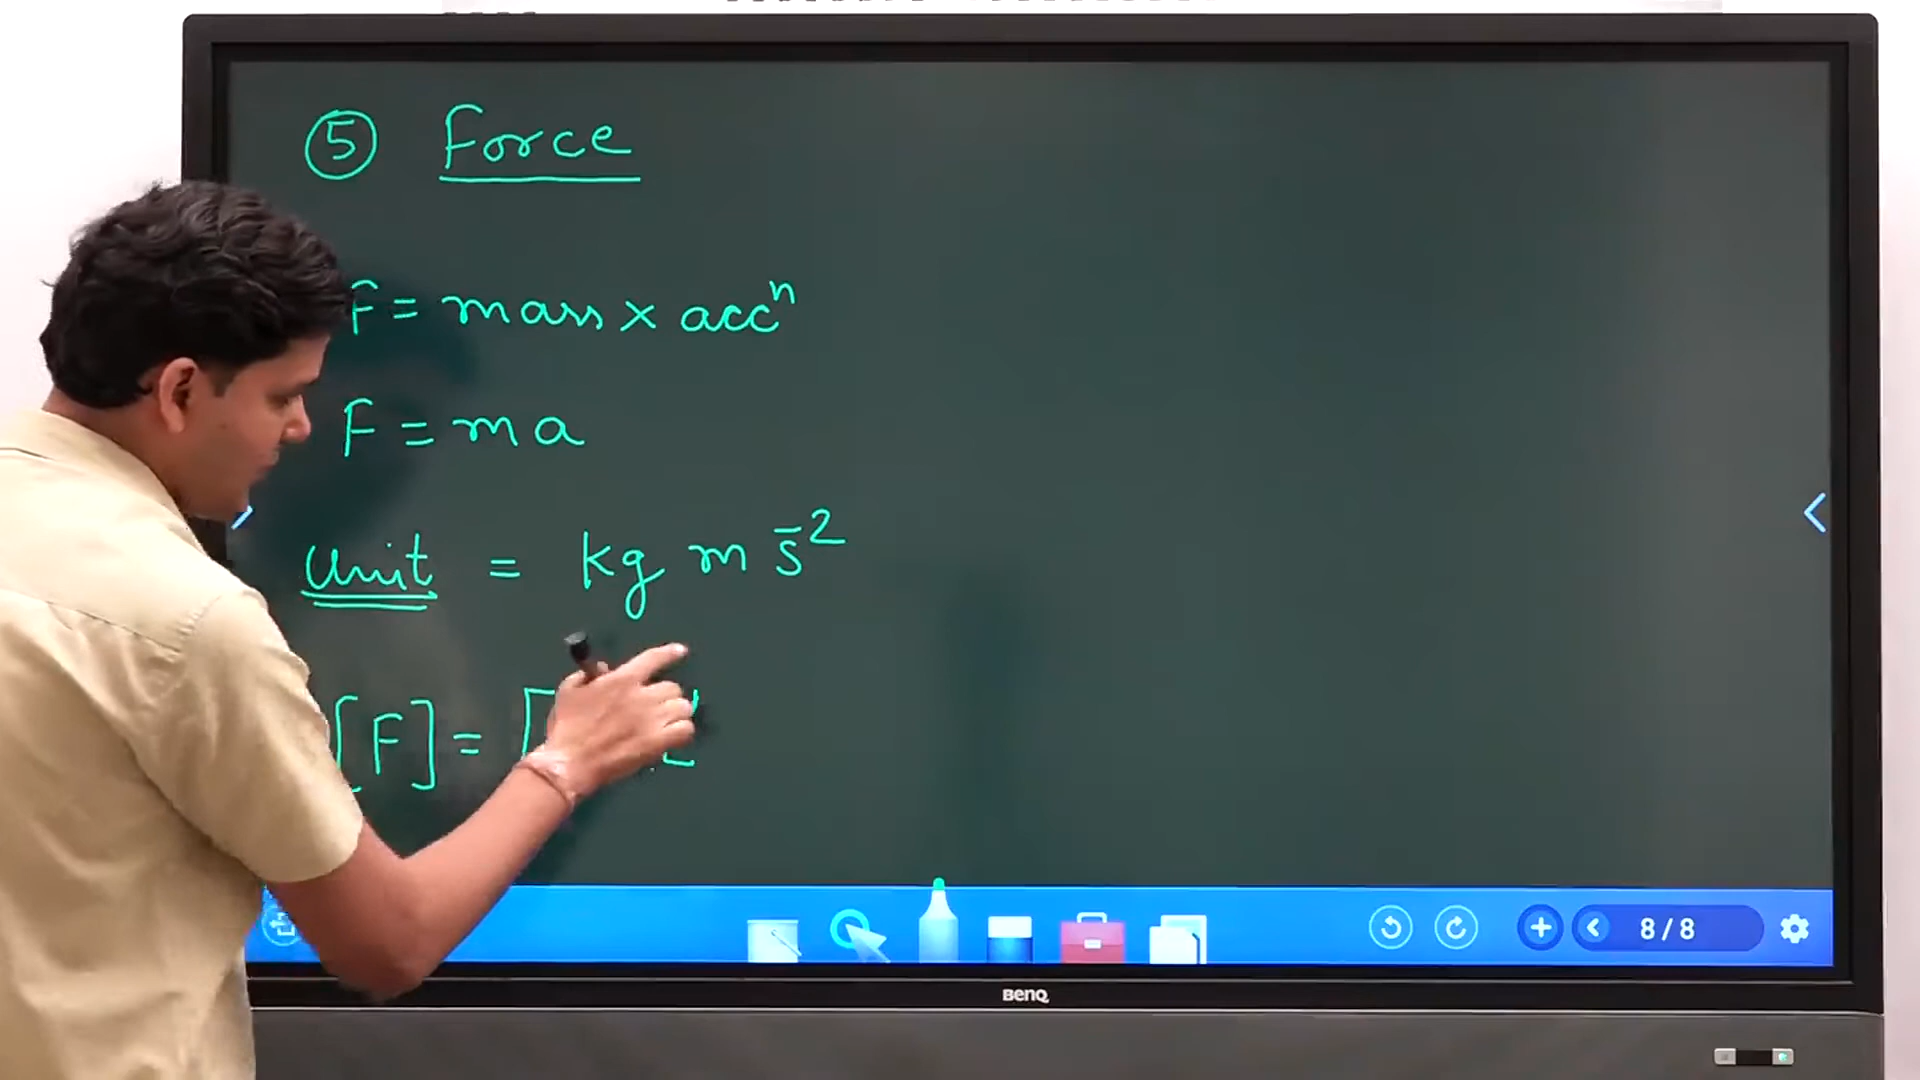 ⑤ Force
F = mass × accⁿ
F = ma
unit = kg m s⁻²
[F] = [
8/8
BenQ